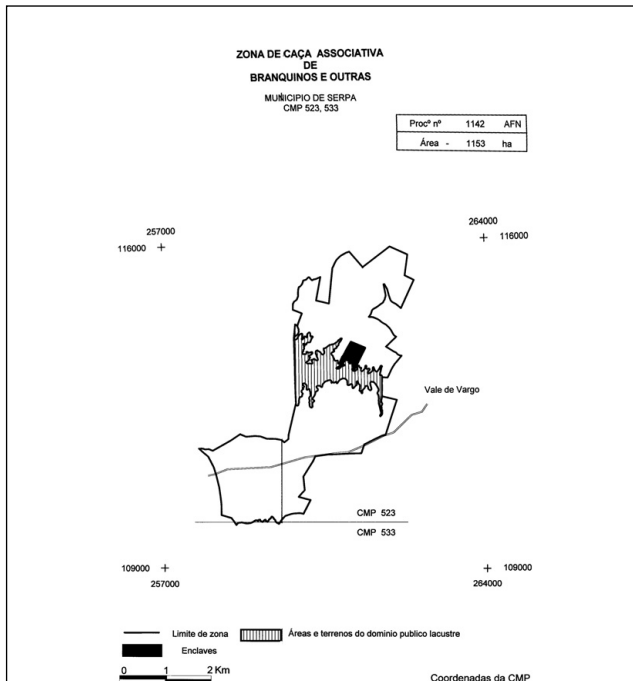 ZONA DE CAÇA ASSOCIATIVA
DE
BRANQUINOS E OUTRAS
MUNICIPIO DE SERPA
CMP 523, 533
Procº nº 1142 AFN
Área - 1153 ha
257000
116000
264000
116000
Vale de Vargo
CMP 523
CMP 533
109000
257000
109000
264000
Limite de zona
Áreas e terrenos do dominio publico lacustre
Enclaves
0 1 2 Km
Coordenadas da CMP